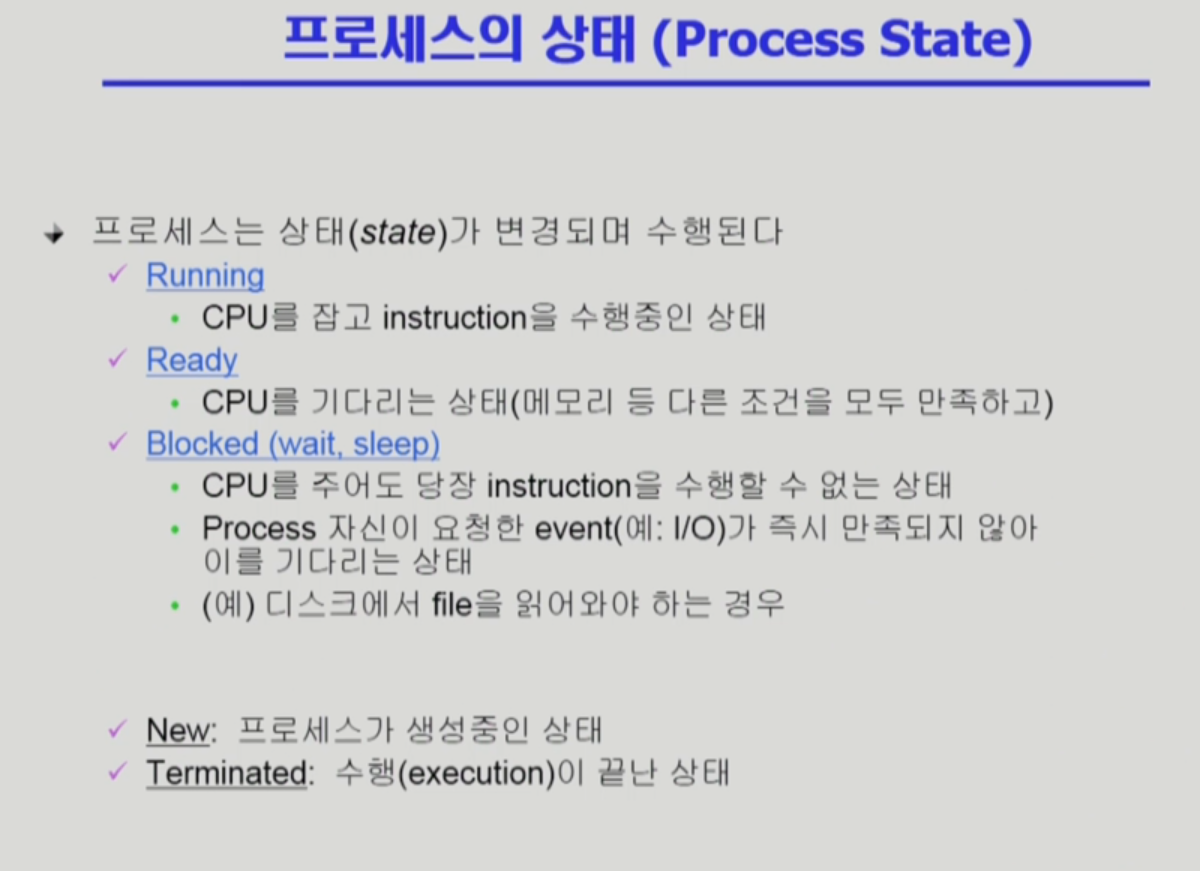 프로세스의 상태 (Process State)
프로세스는 상태(state)가 변경되며 수행된다
Running
CPU를 잡고 instruction을 수행중인 상태
Ready
CPU를 기다리는 상태(메모리 등 다른 조건을 모두 만족하고)
Blocked (wait, sleep)
CPU를 주어도 당장 instruction을 수행할 수 없는 상태
Process 자신이 요청한 event(예: I/O)가 즉시 만족되지 않아
이를 기다리는 상태
(예) 디스크에서 file을 읽어와야 하는 경우
New: 프로세스가 생성중인 상태
Terminated: 수행(execution)이 끝난 상태